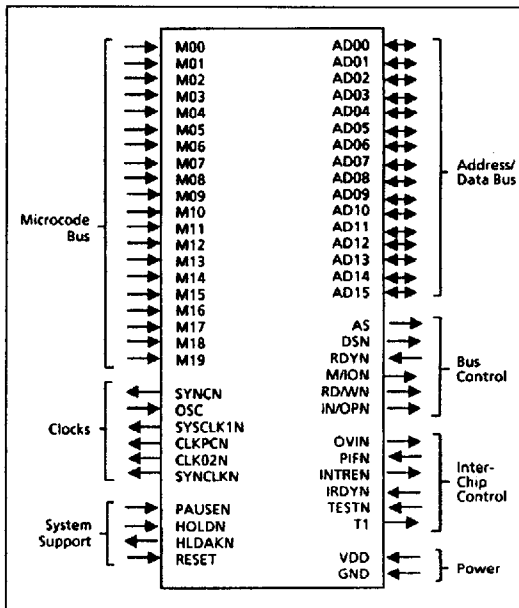 Microcode
Bus
Clocks
System
Support
M00
M01
M02
M03
M04
M05
M06
M07
M08
M09
M10
M11
M12
M13
M14
M15
M16
M17
M18
M19
SYNCN
OSC
SYSCLK1N
CLKPCN
CLK02N
SYNCLKN
PAUSEN
HOLDN
HLDAKN
RESET
AD00
AD01
AD02
AD03
AD04
AD05
AD06
AD07
AD08
AD09
AD10
AD11
AD12
AD13
AD14
AD15
AS
DSN
RDYN
M/ION
RD/WN
IN/OPN
OVIN
PIFN
INTREN
IRDYN
TESTN
T1
VDD
GND
Address/
Data Bus
Bus
Control
Inter-
Chip
Control
Power